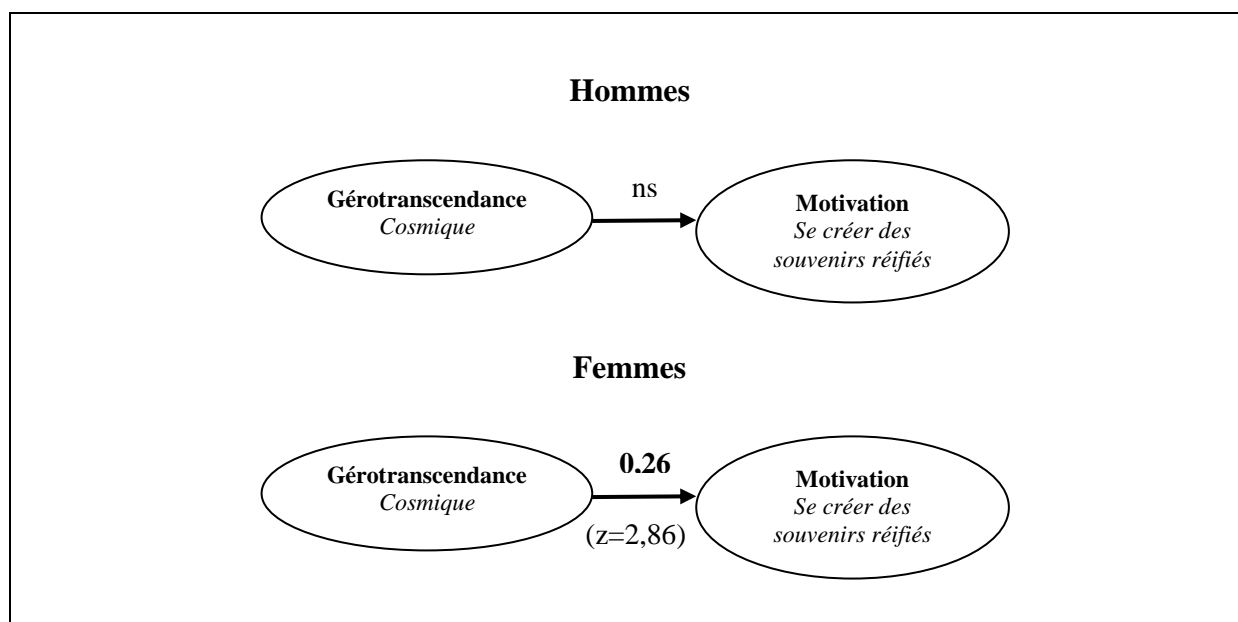 Hommes
ns
Gérotranscendance
Cosmique
Motivation
Se créer des
souvenirs réifiés
Femmes
0.26
Gérotranscendance
Cosmique
(z=2,86)
Motivation
Se créer des
souvenirs réifiés